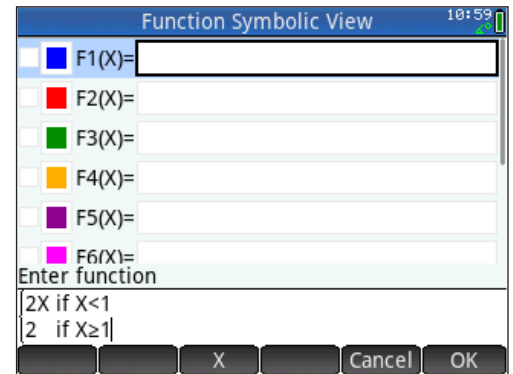 Function Symbolic View 10:59
F1(X)=
F2(X)=
F3(X)=
F4(X)=
F5(X)=
F6(X)=
Enter function
2X if X<1
2 if X≥1
X Cancel OK